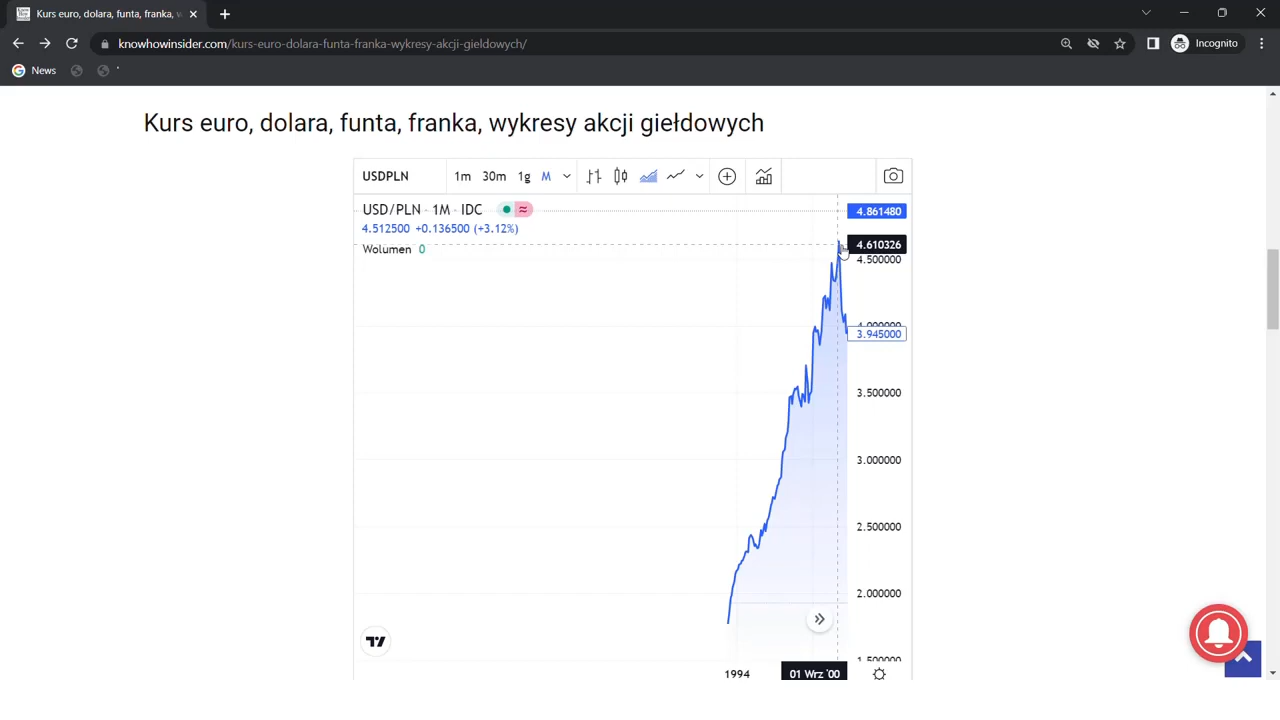 Kurs euro, dolara, funta, franka, w
knowhowinsider.com/kurs-euro-dolara-funta-franka-wykresy-akcji-gieldowych/
Incognito
News
Kurs euro, dolara, funta, franka, wykresy akcji giełdowych
USDPLN 1m 30m 1g M
USD/PLN · 1M · IDC
4.861480
4.512500 +0.136500 (+3.12%)
4.610326
Wolumen 0
4.500000
4.000000
3.945000
3.500000
3.000000
2.500000
2.000000
1.500000
1994 01 Wrz '00